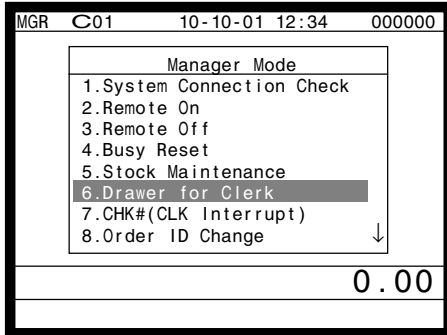 MGR C01 10-10-01 12:34 000000
Manager Mode
1.System Connection Check
2.Remote On
3.Remote Off
4.Busy Reset
5.Stock Maintenance
6.Drawer for Clerk
7.CHK#(CLK Interrupt)
8.Order ID Change ↓
0.00